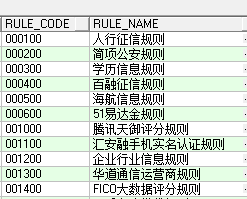 RULE_CODE RULE_NAME
000100 人行征信规则
000200 简项公安规则
000300 学历信息规则
000400 百融征信规则
000500 海航信息规则
000600 51易达金规则
001000 腾讯天御评分规则
001100 汇安融手机实名认证规则
001200 企业行业信息规则
001300 华道通信运营商规则
001400 FICO大数据评分规则